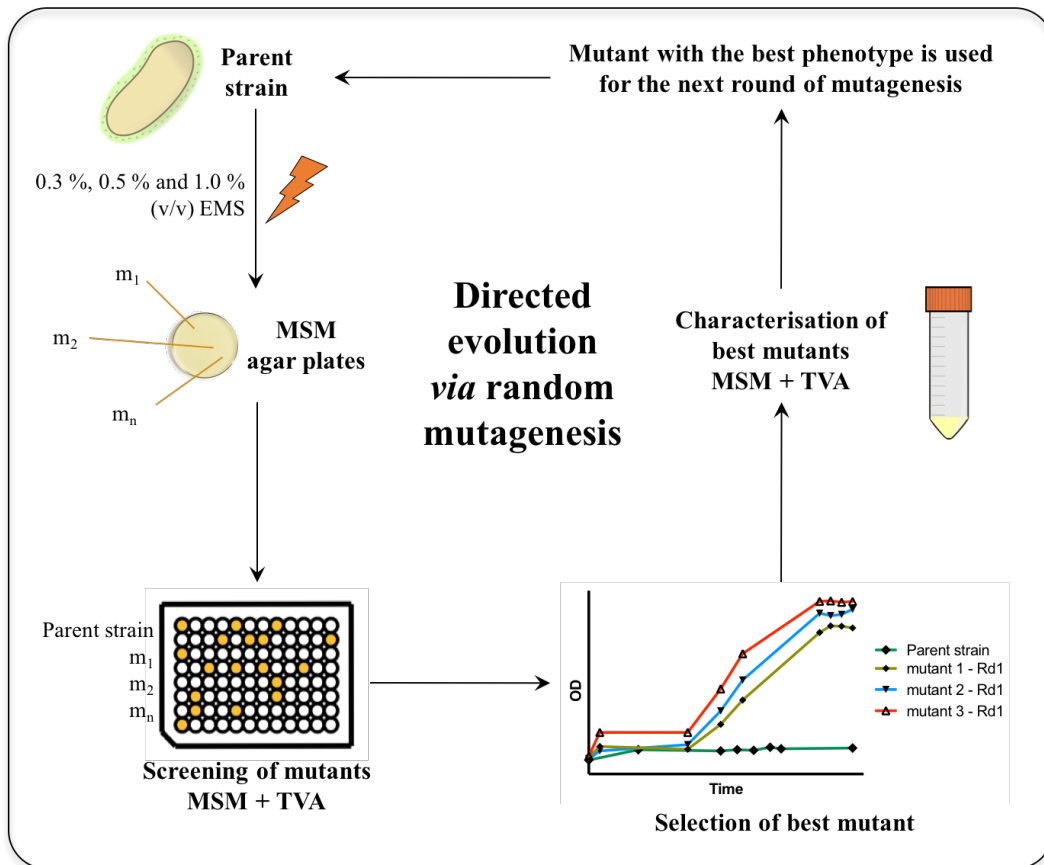 Parent
strain
Mutant with the best phenotype is used
for the next round of mutagenesis
0.3 %, 0.5 % and 1.0 %
(v/v) EMS
m₁
m₂
mₙ
MSM
agar plates
Directed
evolution
via random
mutagenesis
Characterisation of
best mutants
MSM + TVA
Parent strain
m₁
m₂
mₙ
Screening of mutants
MSM + TVA
OD
Time
Parent strain
mutant 1 - Rd1
mutant 2 - Rd1
mutant 3 - Rd1
Selection of best mutant